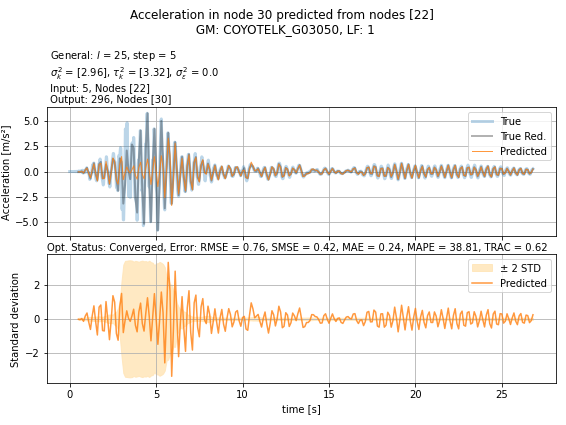 Acceleration in node 30 predicted from nodes [22]
GM: COYOTELK_G03050, LF: 1
General: l = 25, step = 5
σ²ₖ = [2.96], τ²ₖ = [3.32], σ²ε = 0.0
Input: 5, Nodes [22]
Output: 296, Nodes [30]
Acceleration [m/s²]
5.0
2.5
0.0
−2.5
−5.0
True
True Red.
Predicted
Opt. Status: Converged, Error: RMSE = 0.76, SMSE = 0.42, MAE = 0.24, MAPE = 38.81, TRAC = 0.62
Standard deviation
2
0
−2
± 2 STD
Predicted
0 5 10 15 20 25
time [s]